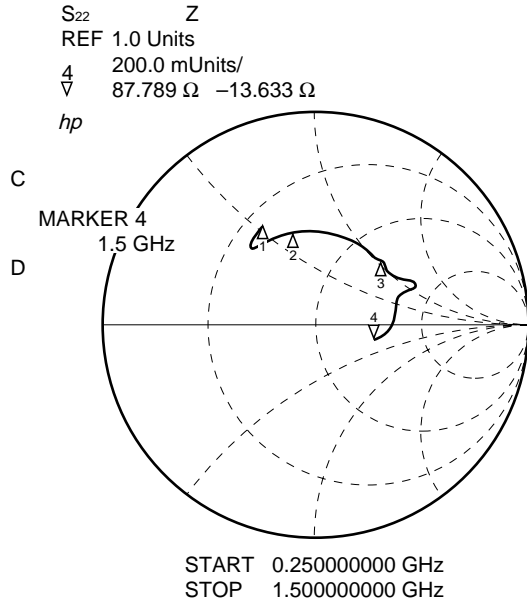 S22 Z
REF 1.0 Units
4 200.0 mUnits/
▽ 87.789 Ω –13.633 Ω
hp
C
MARKER 4
1.5 GHz
D
1
2
3
4
START 0.250000000 GHz
STOP 1.500000000 GHz